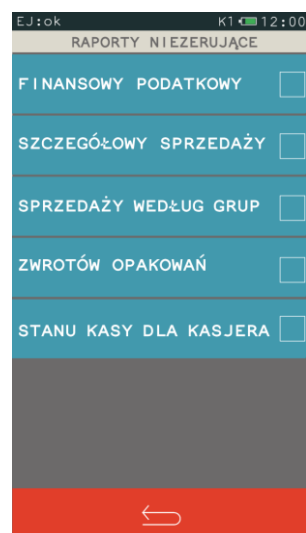 EJ:ok K1 12:00
RAPORTY NIEZERUJĄCE
FINANSOWY PODATKOWY
SZCZEGÓŁOWY SPRZEDAŻY
SPRZEDAŻY WEDŁUG GRUP
ZWROTÓW OPAKOWAŃ
STANU KASY DLA KASJERA